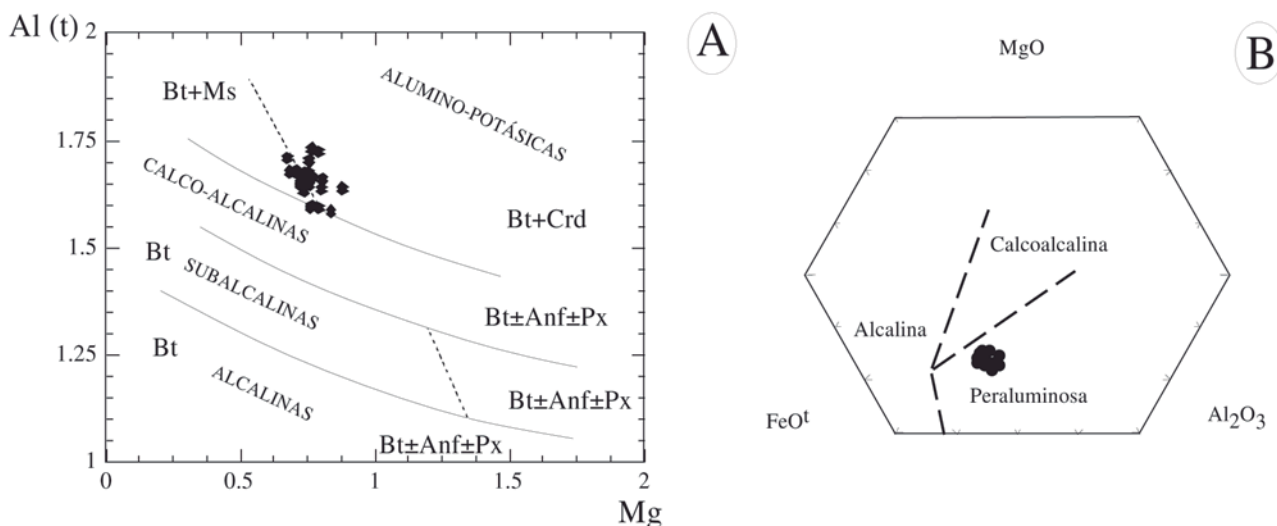 Al (t)
2
1.75
1.5
1.25
1
0
0.5
1
1.5
2
Mg
Bt+Ms
ALUMINO-POTÁSICAS
CALCO-ALCALINAS
Bt+Crd
Bt
SUBALCALINAS
Bt±Anf±Px
Bt
ALCALINAS
Bt±Anf±Px
Bt±Anf±Px
A
MgO
B
Calcoalcalina
Alcalina
Peraluminosa
FeOt
Al2O3